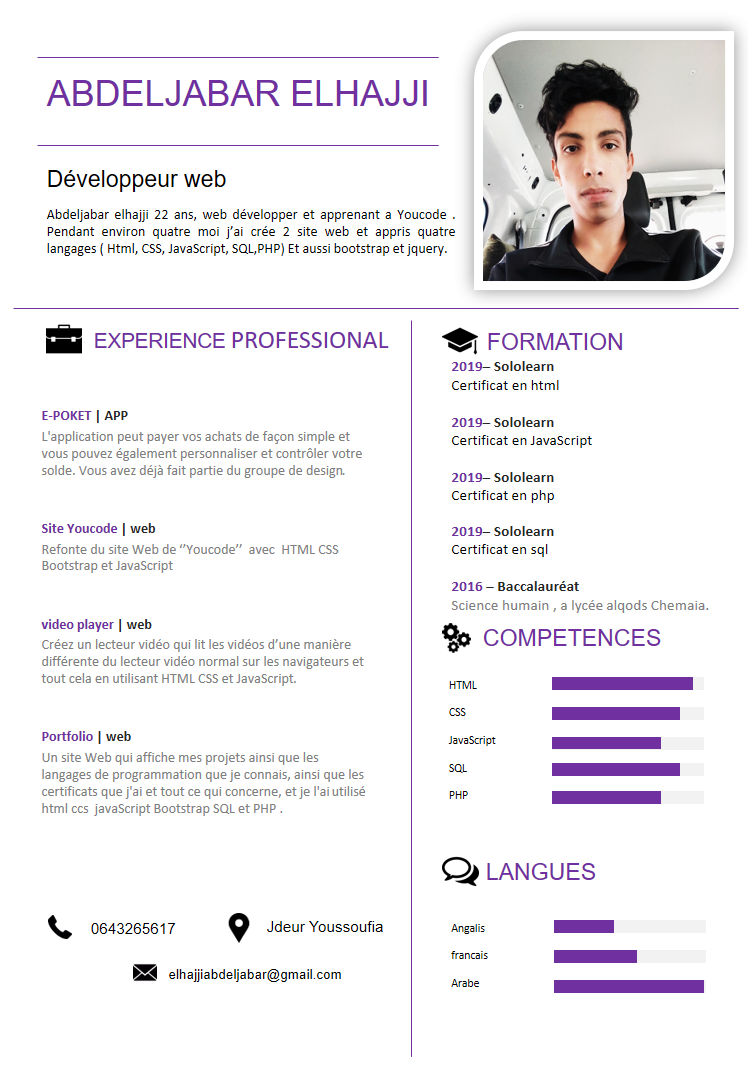 ABDELJABAR ELHAJJI
Développeur web
Abdeljabar elhajji 22 ans, web développer et apprenant a Youcode .
Pendant environ quatre moi j’ai crée 2 site web et appris quatre
langages ( Html, CSS, JavaScript, SQL,PHP) Et aussi bootstrap et jquery.
EXPERIENCE PROFESSIONAL
E-POKET | APP
L'application peut payer vos achats de façon simple et
vous pouvez également personnaliser et contrôler votre
solde. Vous avez déjà fait partie du groupe de design.
Site Youcode | web
Refonte du site Web de ‘’Youcode’’ avec HTML CSS
Bootstrap et JavaScript
video player | web
Créez un lecteur vidéo qui lit les vidéos d’une manière
différente du lecteur vidéo normal sur les navigateurs et
tout cela en utilisant HTML CSS et JavaScript.
Portfolio | web
Un site Web qui affiche mes projets ainsi que les
langages de programmation que je connais, ainsi que les
certificats que j'ai et tout ce qui concerne, et je l'ai utilisé
html ccs javaScript Bootstrap SQL et PHP .
0643265617
Jdeur Youssoufia
elhajjiabdeljabar@gmail.com
FORMATION
2019– Sololearn
Certificat en html
2019– Sololearn
Certificat en JavaScript
2019– Sololearn
Certificat en php
2019– Sololearn
Certificat en sql
2016 – Baccalauréat
Science humain , a lycée alqods Chemaia.
COMPETENCES
HTML
CSS
JavaScript
SQL
PHP
LANGUES
Angalis
francais
Arabe